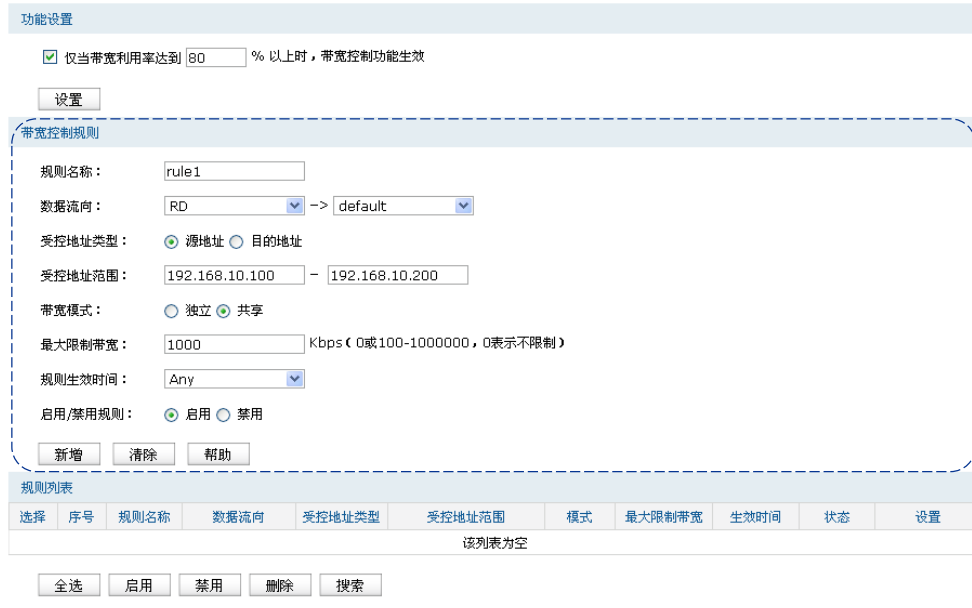 功能设置
仅当带宽利用率达到 80 % 以上时，带宽控制功能生效
设置
带宽控制规则
规则名称： rule1
数据流向： RD -> default
受控地址类型： 源地址 目的地址
受控地址范围： 192.168.10.100 - 192.168.10.200
带宽模式： 独立 共享
最大限制带宽： 1000 Kbps（0或100-1000000，0表示不限制）
规则生效时间： Any
启用/禁用规则： 启用 禁用
新增 清除 帮助
规则列表
选择 序号 规则名称 数据流向 受控地址类型 受控地址范围 模式 最大限制带宽 生效时间 状态 设置
该列表为空
全选 启用 禁用 删除 搜索